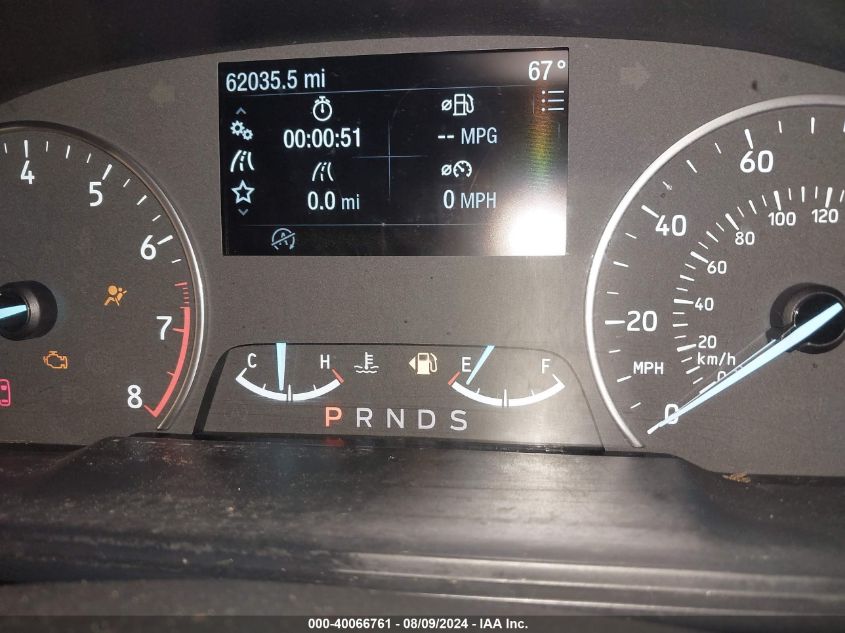 62035.5 mi 67°
00:00:51 -- MPG
0.0 mi 0 MPH
4
5
6
7
8
C H E F
P R N D S
0 20 40 60
MPH
km/h
0 20 40 60 80 100 120
000-40066761 - 08/09/2024 - IAA Inc.